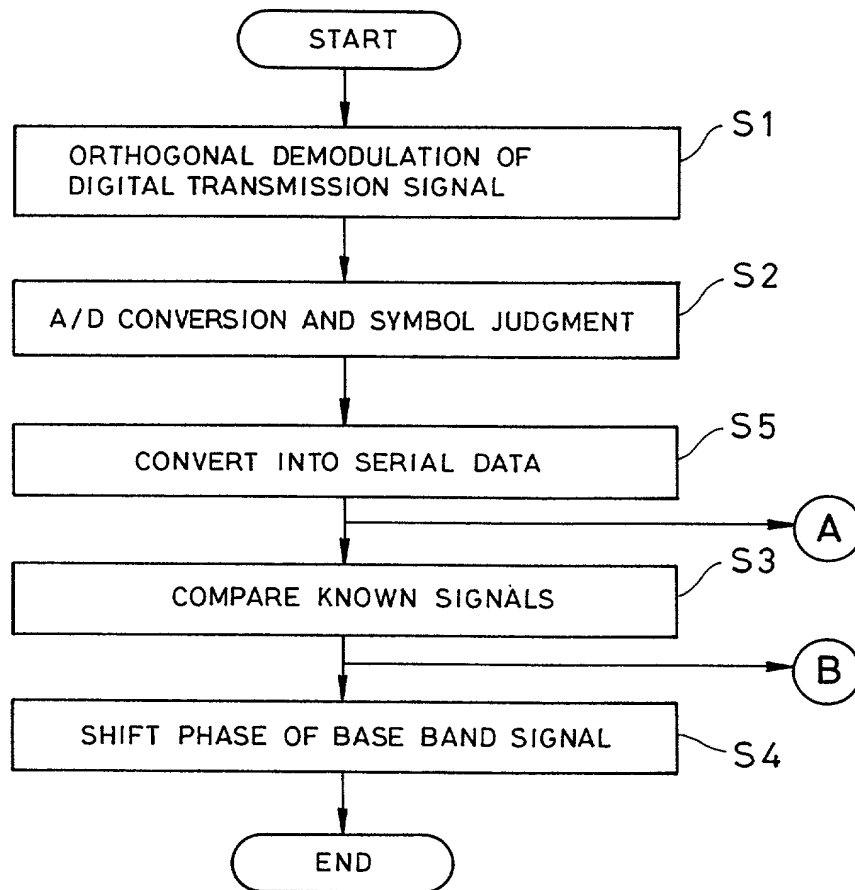 START
S1
ORTHOGONAL DEMODULATION OF
DIGITAL TRANSMISSION SIGNAL
S2
A/D CONVERSION AND SYMBOL JUDGMENT
S5
CONVERT INTO SERIAL DATA
A
S3
COMPARE KNOWN SIGNALS
B
SHIFT PHASE OF BASE BAND SIGNAL
S4
END